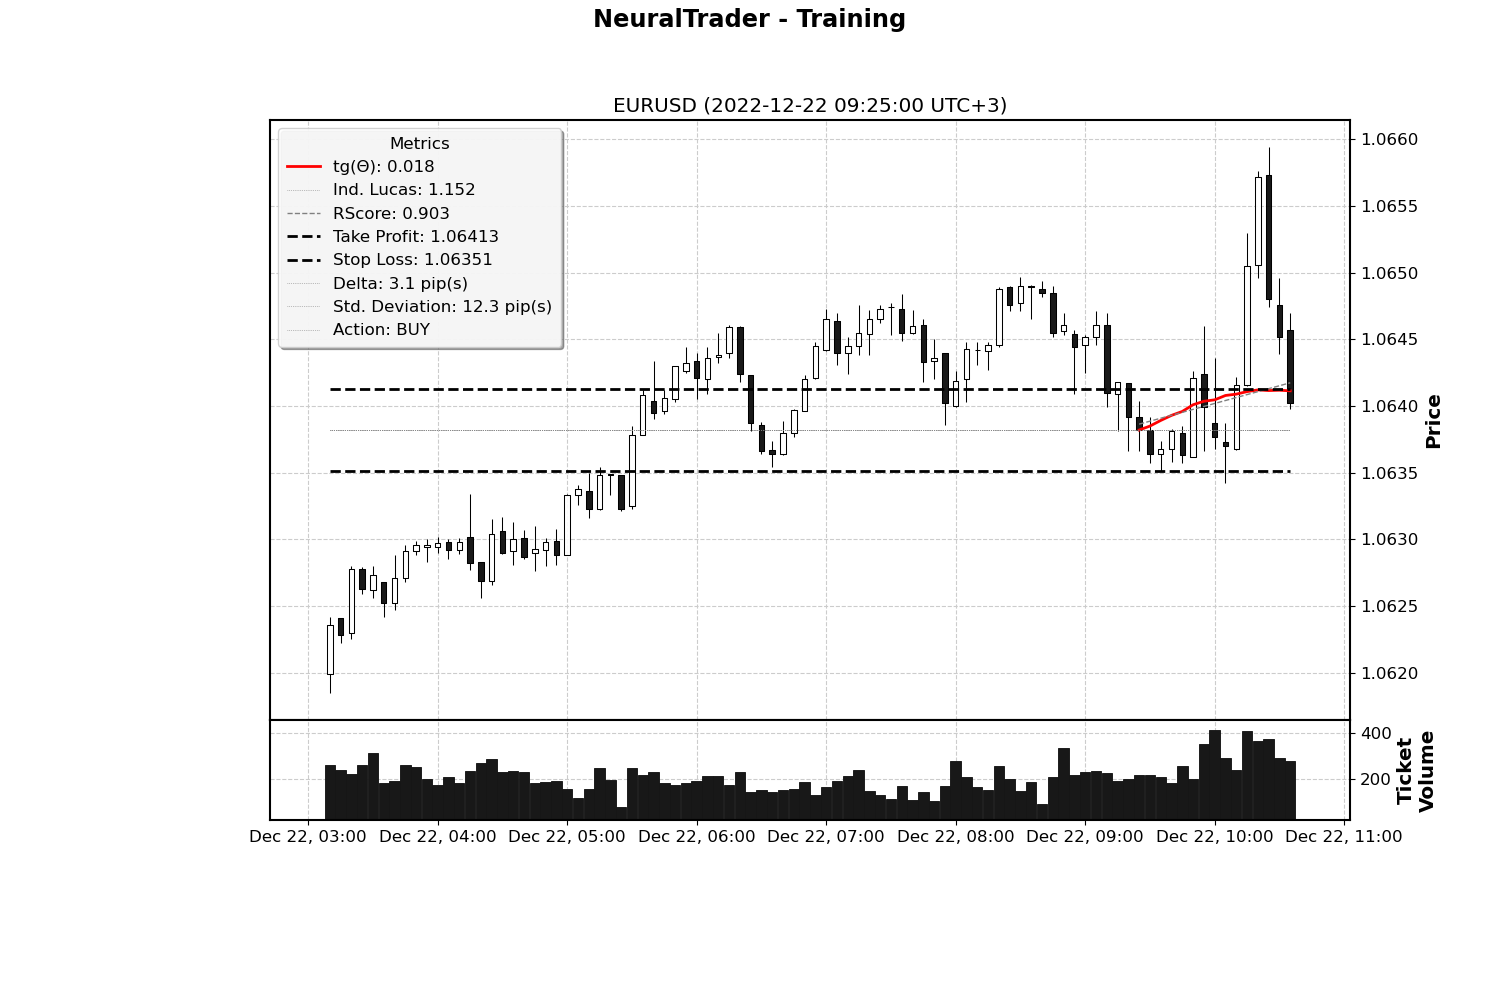 NeuralTrader - Training
EURUSD (2022-12-22 09:25:00 UTC+3)
Metrics
tg(Θ): 0.018
Ind. Lucas: 1.152
RScore: 0.903
Take Profit: 1.06413
Stop Loss: 1.06351
Delta: 3.1 pip(s)
Std. Deviation: 12.3 pip(s)
Action: BUY
1.0660
1.0655
1.0650
1.0645
1.0640
1.0635
1.0630
1.0625
1.0620
Price
400
200
Ticket
Volume
Dec 22, 03:00 Dec 22, 04:00 Dec 22, 05:00 Dec 22, 06:00 Dec 22, 07:00 Dec 22, 08:00 Dec 22, 09:00 Dec 22, 10:00 Dec 22, 11:00